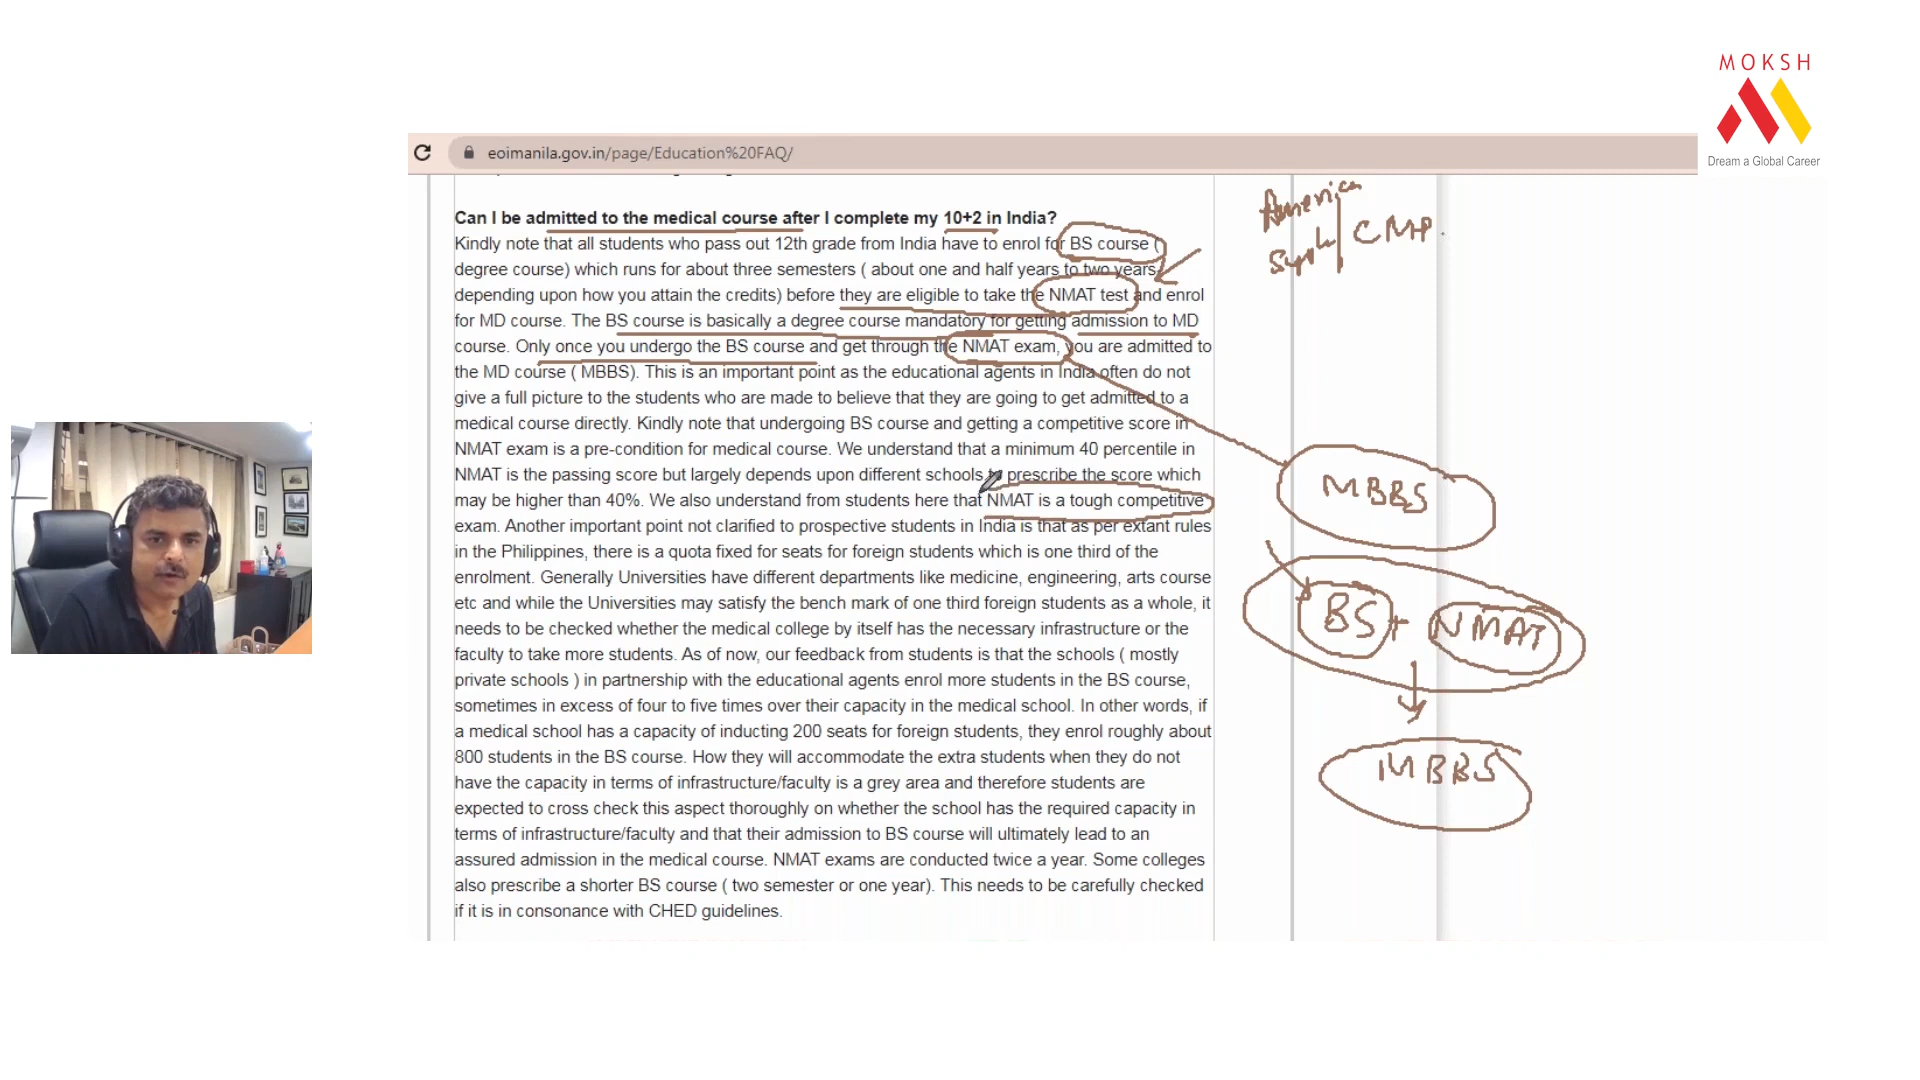 MOKSH
Dream a Global Career
eoimanila.gov.in/page/Education%20FAQ/
Can I be admitted to the medical course after I complete my 10+2 in India?
Kindly note that all students who pass out 12th grade from India have to enrol for BS course (
degree course) which runs for about three semesters ( about one and half years to two years
depending upon how you attain the credits) before they are eligible to take the NMAT test and enrol
for MD course. The BS course is basically a degree course mandatory for getting admission to MD
course. Only once you undergo the BS course and get through the NMAT exam, you are admitted to
the MD course ( MBBS). This is an important point as the educational agents in India often do not
give a full picture to the students who are made to believe that they are going to get admitted to a
medical course directly. Kindly note that undergoing BS course and getting a competitive score in
NMAT exam is a pre-condition for medical course. We understand that a minimum 40 percentile in
NMAT is the passing score but largely depends upon different schools to prescribe the score which
may be higher than 40%. We also understand from students here that NMAT is a tough competitive
exam. Another important point not clarified to prospective students in India is that as per extant rules
in the Philippines, there is a quota fixed for seats for foreign students which is one third of the
enrolment. Generally Universities have different departments like medicine, engineering, arts course
etc and while the Universities may satisfy the bench mark of one third foreign students as a whole, it
needs to be checked whether the medical college by itself has the necessary infrastructure or the
faculty to take more students. As of now, our feedback from students is that the schools ( mostly
private schools ) in partnership with the educational agents enrol more students in the BS course,
sometimes in excess of four to five times over their capacity in the medical school. In other words, if
a medical school has a capacity of inducting 200 seats for foreign students, they enrol roughly about
800 students in the BS course. How they will accommodate the extra students when they do not
have the capacity in terms of infrastructure/faculty is a grey area and therefore students are
expected to cross check this aspect thoroughly on whether the school has the required capacity in
terms of infrastructure/faculty and that their admission to BS course will ultimately lead to an
assured admission in the medical course. NMAT exams are conducted twice a year. Some colleges
also prescribe a shorter BS course ( two semester or one year). This needs to be carefully checked
if it is in consonance with CHED guidelines.
America
CMP.
MBBS
BS + NMAT
MBBS